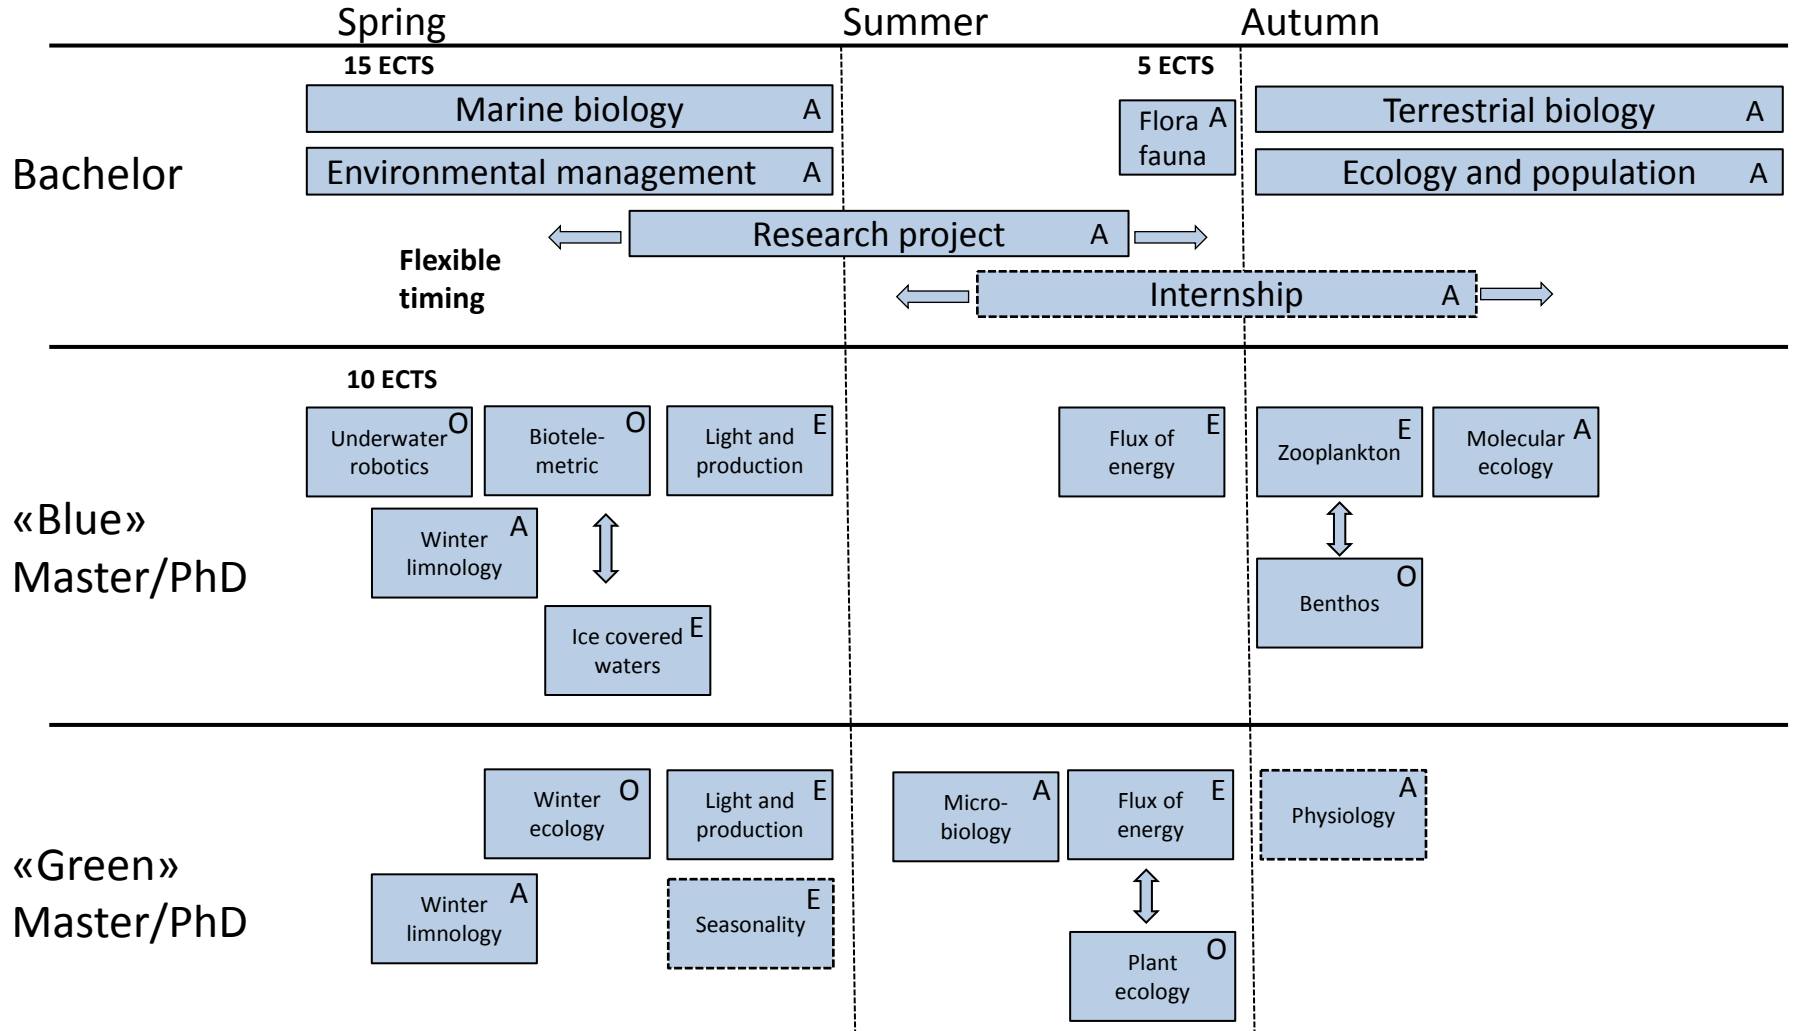 Spring Summer Autumn
15 ECTS 5 ECTS
Marine biology A
Flora A
fauna
Terrestrial biology A
Bachelor
Environmental management A
Ecology and population A
Research project A
Flexible
timing
Internship A
10 ECTS
Underwater O
robotics
Biotele- O
metric
Light and E
production
Flux of E
energy
Zooplankton E
Molecular A
ecology
«Blue»
Master/PhD
Winter A
limnology
Benthos O
Ice covered E
waters
Winter O
ecology
Light and E
production
Micro- A
biology
Flux of E
energy
Physiology A
«Green»
Master/PhD
Winter A
limnology
Seasonality E
Plant O
ecology